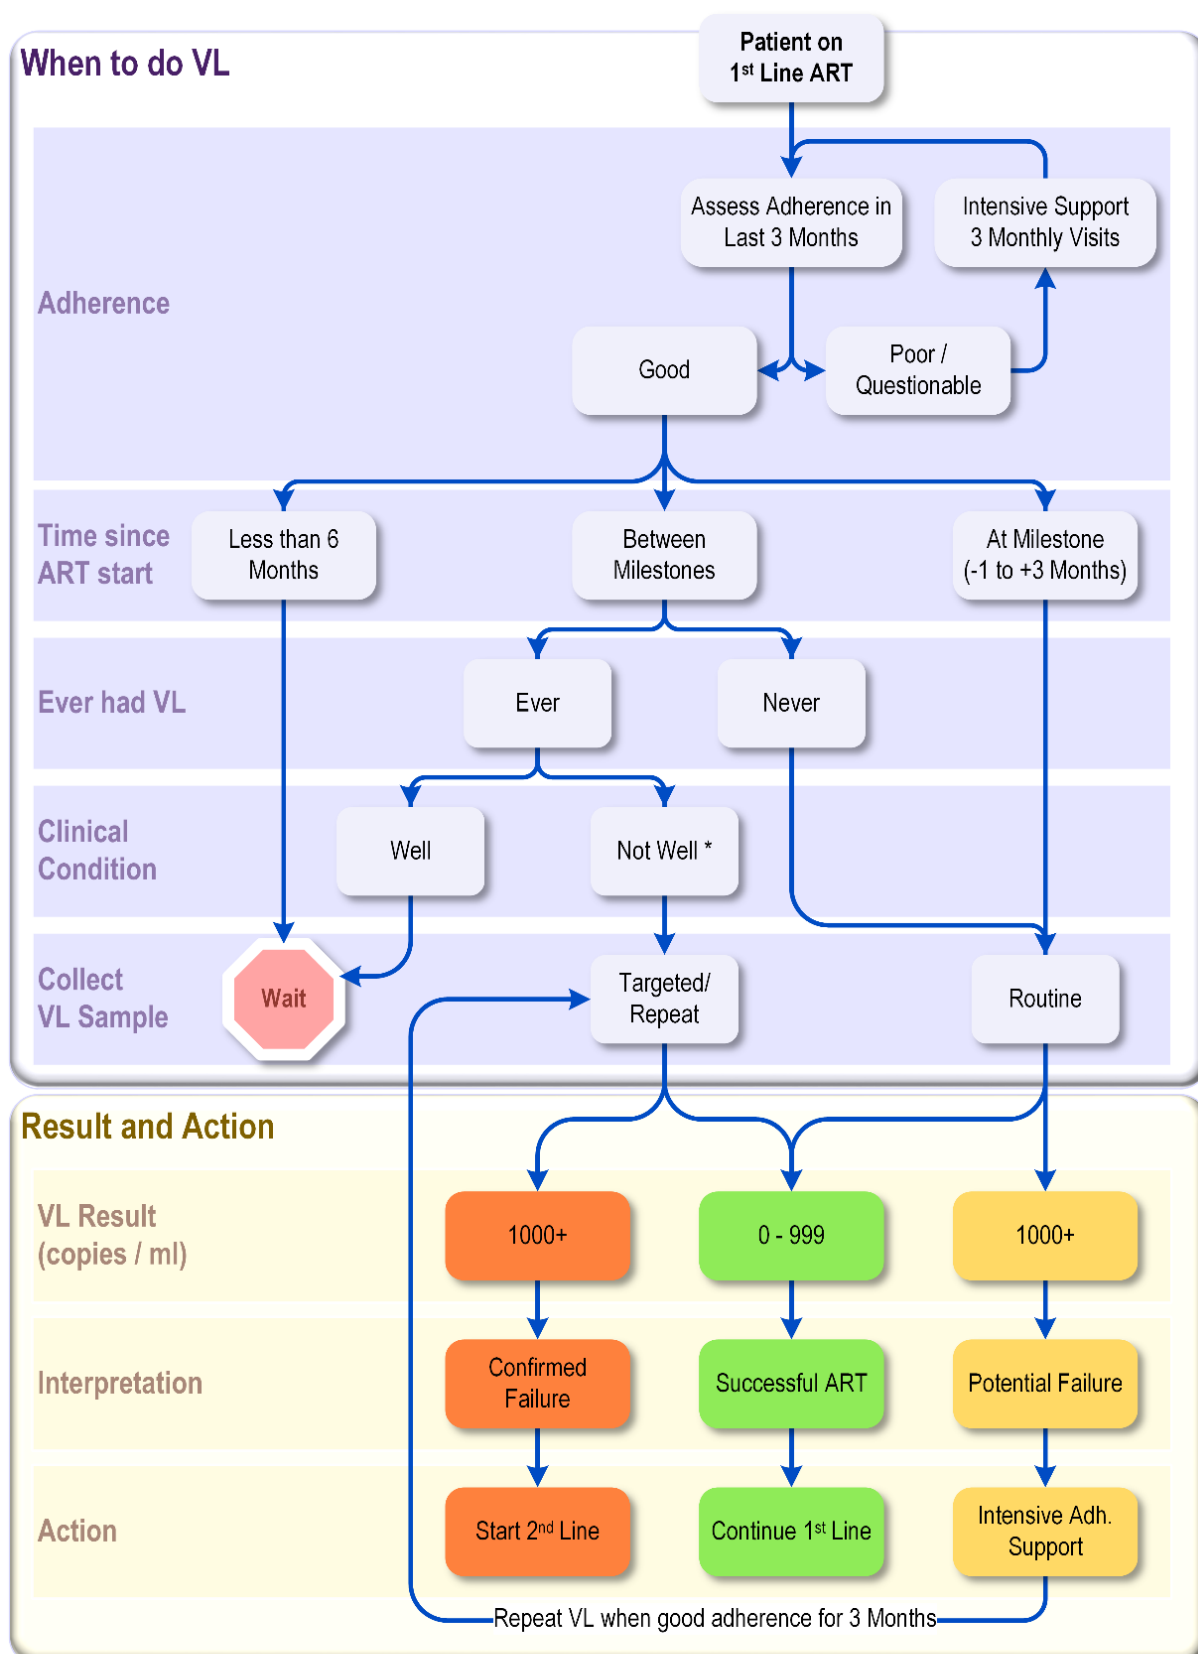 Patient on
1st Line ART
When to do VL
Assess Adherence in
Last 3 Months
Intensive Support
3 Monthly Visits
Adherence
Good
Poor /
Questionable
Time since
ART start
Less than 6
Months
Between
Milestones
At Milestone
(-1 to +3 Months)
Ever had VL
Ever
Never
Clinical
Condition
Well
Not Well *
Collect
VL Sample
Wait
Targeted/
Repeat
Routine
Result and Action
VL Result
(copies / ml)
1000+
0 - 999
1000+
Interpretation
Confirmed
Failure
Successful ART
Potential Failure
Action
Start 2nd Line
Continue 1st Line
Intensive Adh.
Support
Repeat VL when good adherence for 3 Months